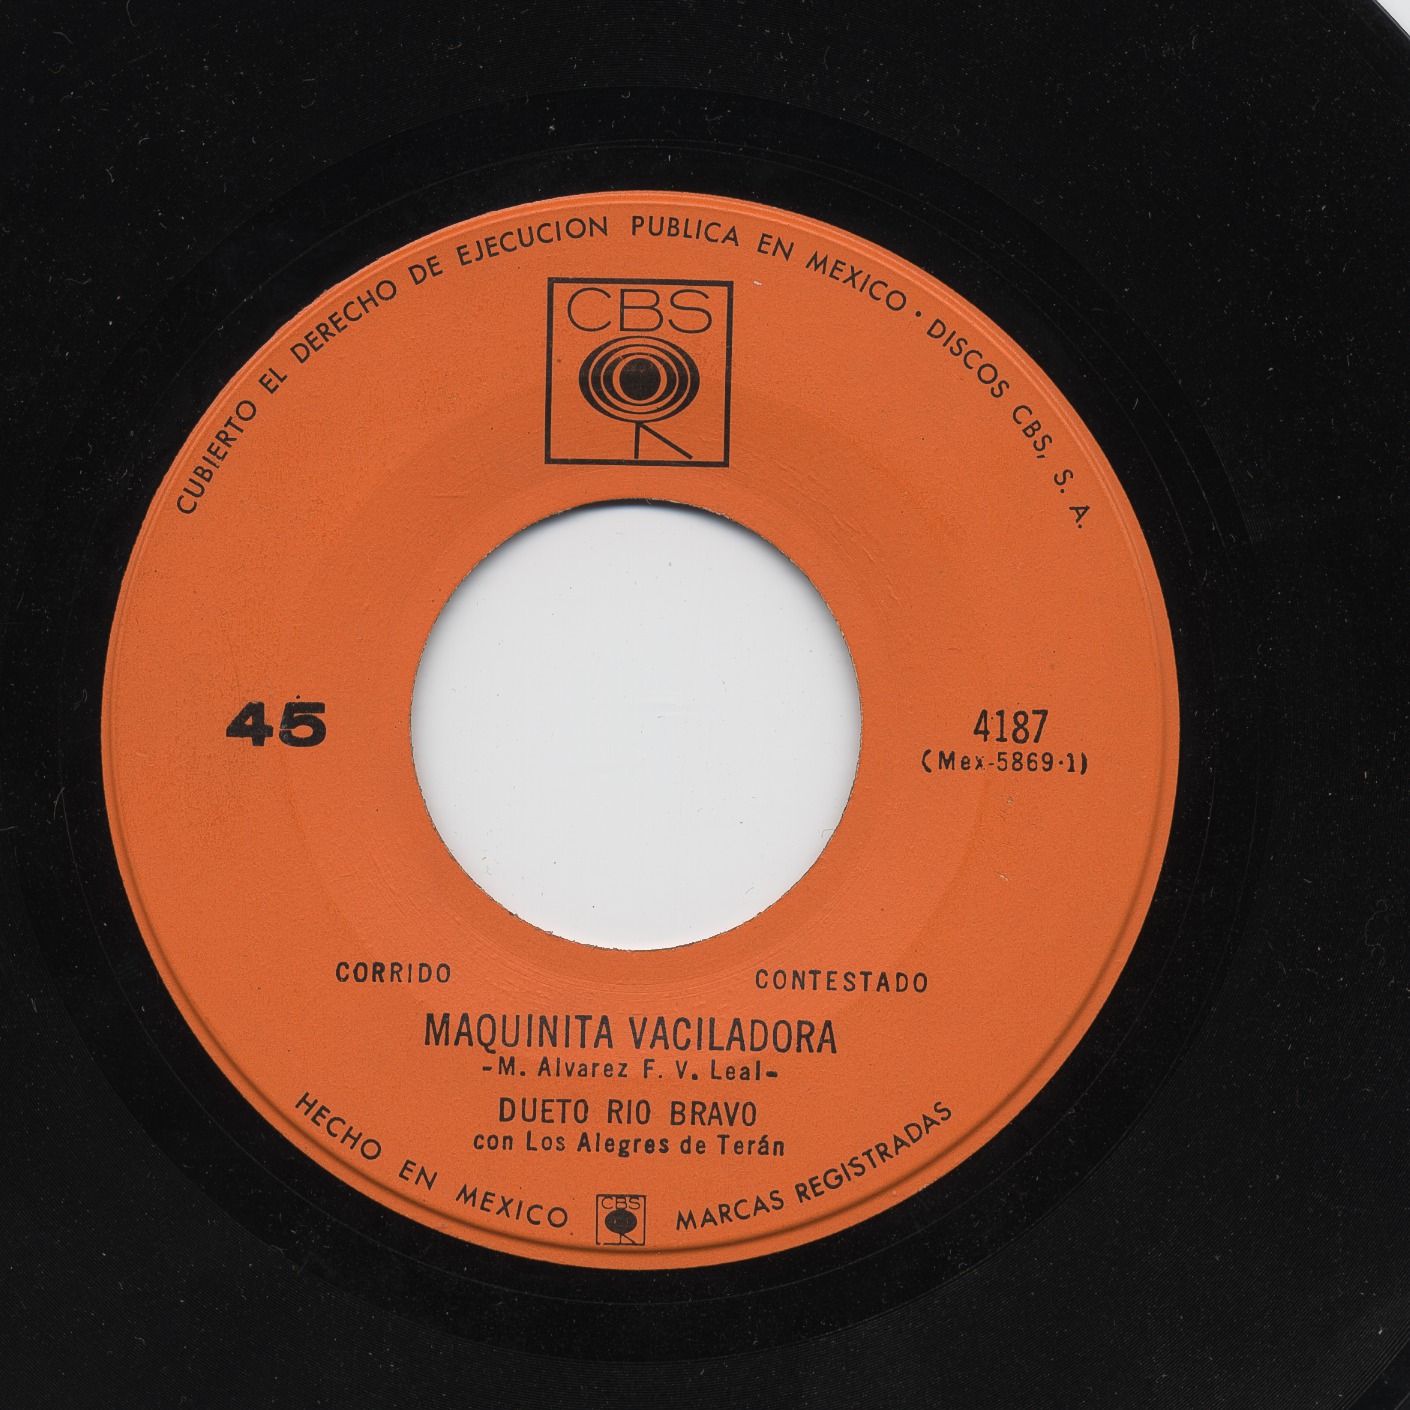 CUBIERTO EL DERECHO DE EJECUCION PUBLICA EN MEXICO · DISCOS CBS, S. A.
CBS
45
4187
(Mex-5869·1)
CORRIDO CONTESTADO
MAQUINITA VACILADORA
-M. Alvarez F. V. Leal-
DUETO RIO BRAVO
con Los Alegres de Terán
HECHO EN MEXICO CBS MARCAS REGISTRADAS